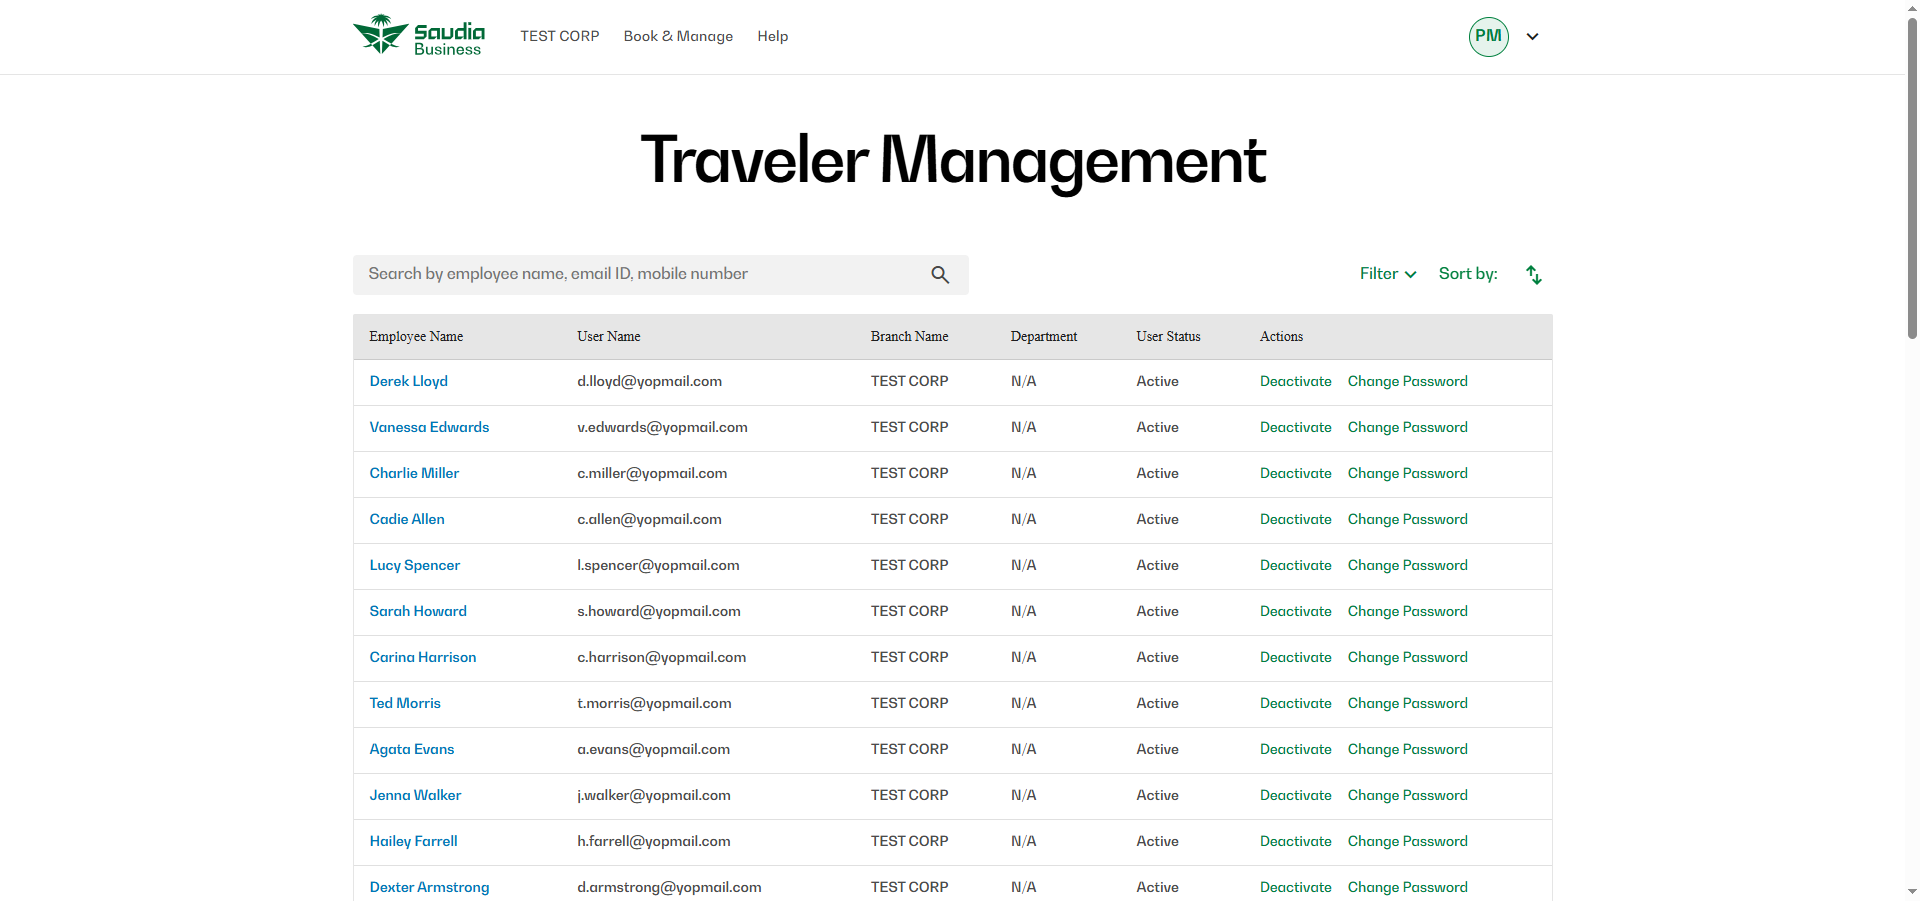 Saudia Business TEST CORP Book & Manage Help PM
Traveler Management
Search by employee name, email ID, mobile number Filter Sort by:
Employee Name User Name Branch Name Department User Status Actions
Derek Lloyd d.lloyd@yopmail.com TEST CORP N/A Active Deactivate Change Password
Vanessa Edwards v.edwards@yopmail.com TEST CORP N/A Active Deactivate Change Password
Charlie Miller c.miller@yopmail.com TEST CORP N/A Active Deactivate Change Password
Cadie Allen c.allen@yopmail.com TEST CORP N/A Active Deactivate Change Password
Lucy Spencer l.spencer@yopmail.com TEST CORP N/A Active Deactivate Change Password
Sarah Howard s.howard@yopmail.com TEST CORP N/A Active Deactivate Change Password
Carina Harrison c.harrison@yopmail.com TEST CORP N/A Active Deactivate Change Password
Ted Morris t.morris@yopmail.com TEST CORP N/A Active Deactivate Change Password
Agata Evans a.evans@yopmail.com TEST CORP N/A Active Deactivate Change Password
Jenna Walker j.walker@yopmail.com TEST CORP N/A Active Deactivate Change Password
Hailey Farrell h.farrell@yopmail.com TEST CORP N/A Active Deactivate Change Password
Dexter Armstrong d.armstrong@yopmail.com TEST CORP N/A Active Deactivate Change Password